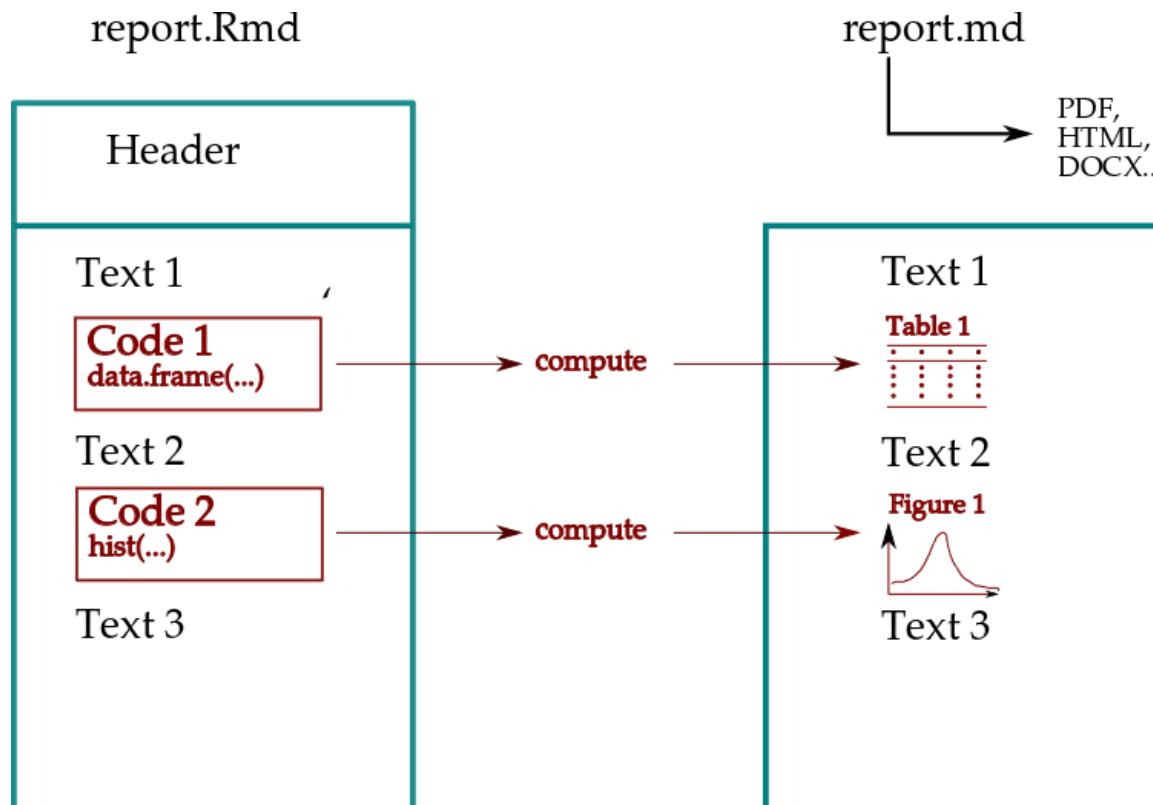 report.Rmd
Header
Text 1
Code 1
data.frame(...)
Text 2
Code 2
hist(...)
Text 3
compute
compute
report.md
PDF,
HTML,
DOCX..
Text 1
Table 1
Text 2
Figure 1
Text 3